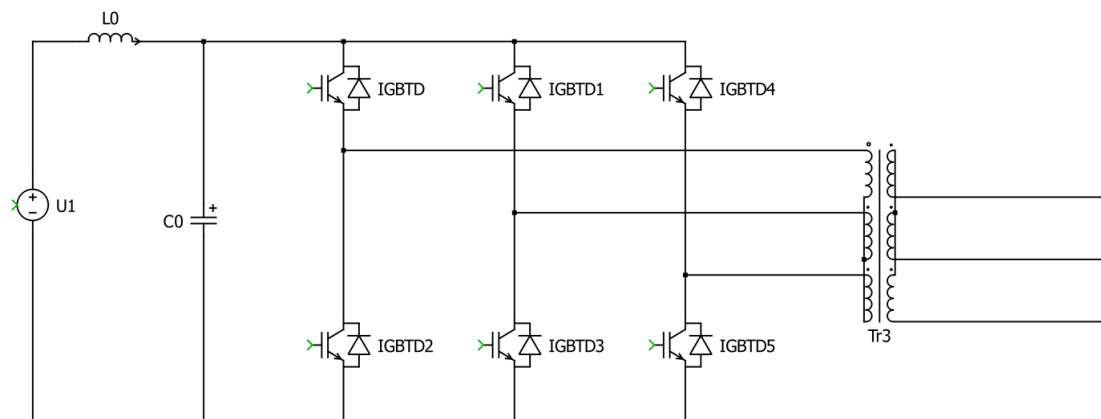 L0
IGBTD
IGBTD1
IGBTD4
U1
C0
IGBTD2
IGBTD3
IGBTD5
Tr3